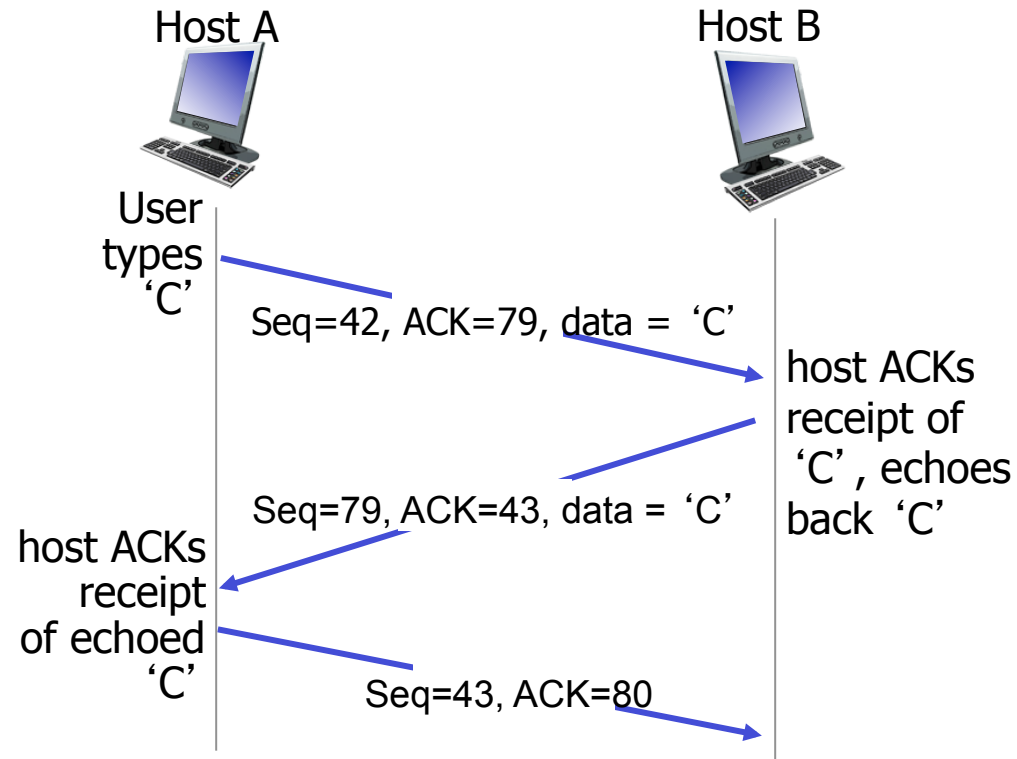 Host A
Host B
User
types
‘C’
Seq=42, ACK=79, data = ‘C’
host ACKs
receipt of
‘C’, echoes
back ‘C’
Seq=79, ACK=43, data = ‘C’
host ACKs
receipt
of echoed
‘C’
Seq=43, ACK=80